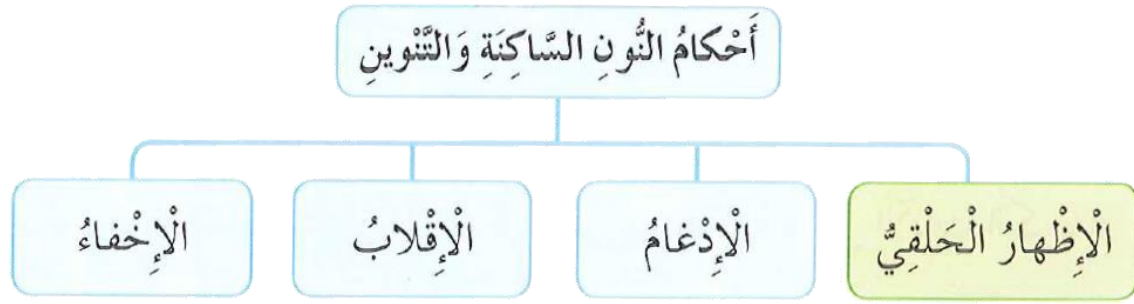 أَحْكامُ النُّونِ السَّاكِنَةِ وَالتَّنْوينِ
الْإِظْهارُ الْحَلْقِيُّ
الْإِدْغامُ
الْإِقْلابُ
الْإِخْفاءُ